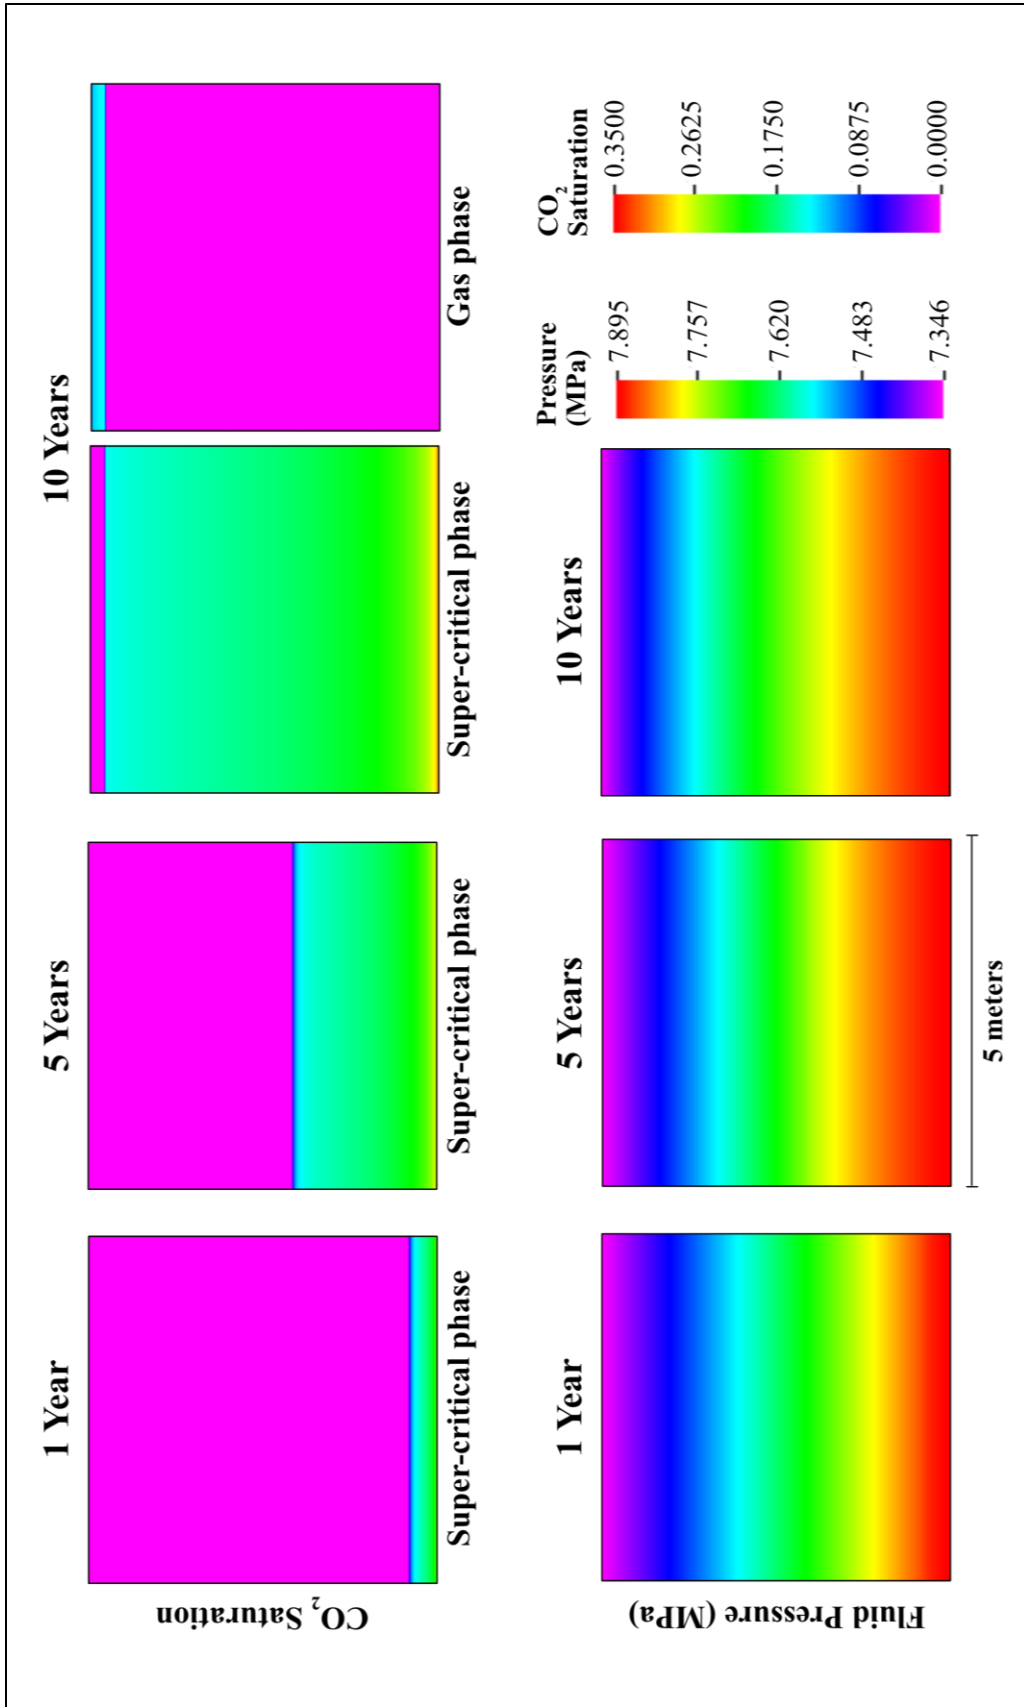 CO2 Saturation
1 Year
5 Years
10 Years
Super-critical phase
Super-critical phase
Super-critical phase
Gas phase
Fluid Pressure (MPa)
1 Year
5 Years
10 Years
5 meters
Pressure
(MPa)
7.895
7.757
7.620
7.483
7.346
CO2
Saturation
0.3500
0.2625
0.1750
0.0875
0.0000